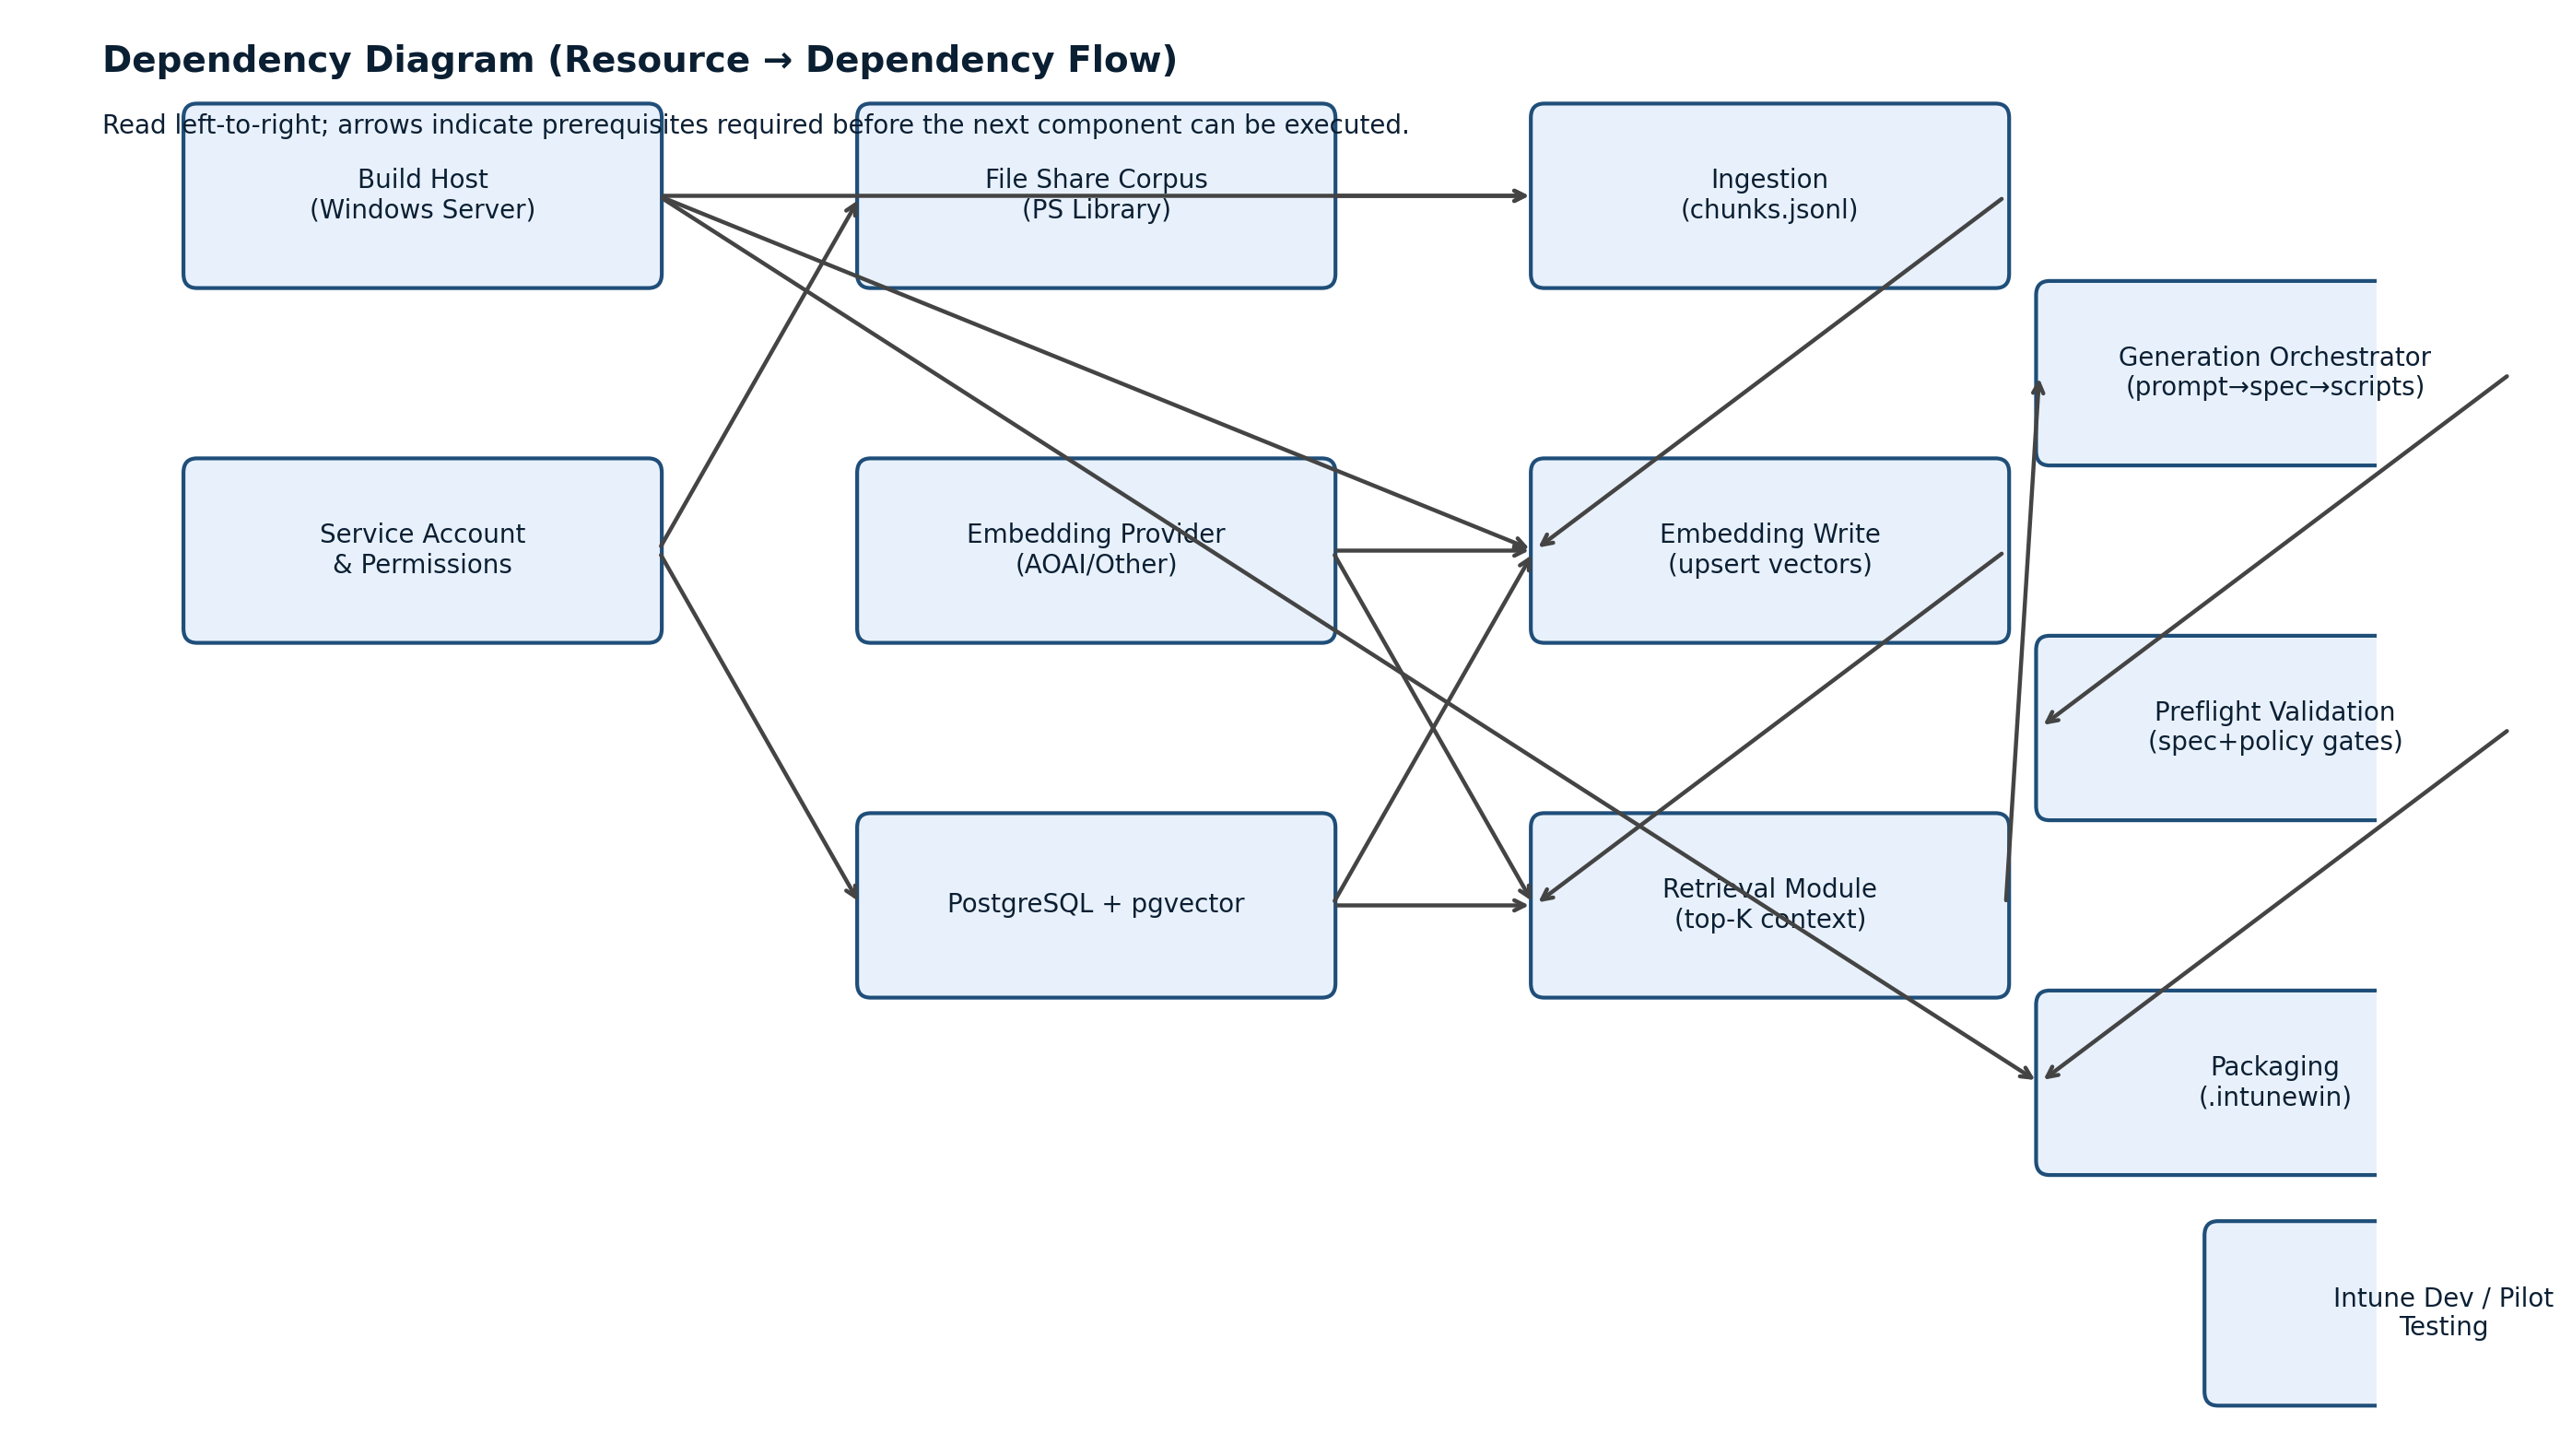 Dependency Diagram (Resource → Dependency Flow)
Read left-to-right; arrows indicate prerequisites required before the next component can be executed.
Build Host
(Windows Server)
File Share Corpus
(PS Library)
Ingestion
(chunks.jsonl)
Generation Orchestrator
(prompt→spec→scripts)
Service Account
& Permissions
Embedding Provider
(AOAI/Other)
Embedding Write
(upsert vectors)
Preflight Validation
(spec+policy gates)
PostgreSQL + pgvector
Retrieval Module
(top-K context)
Packaging
(.intunewin)
Intune Dev / Pilot
Testing